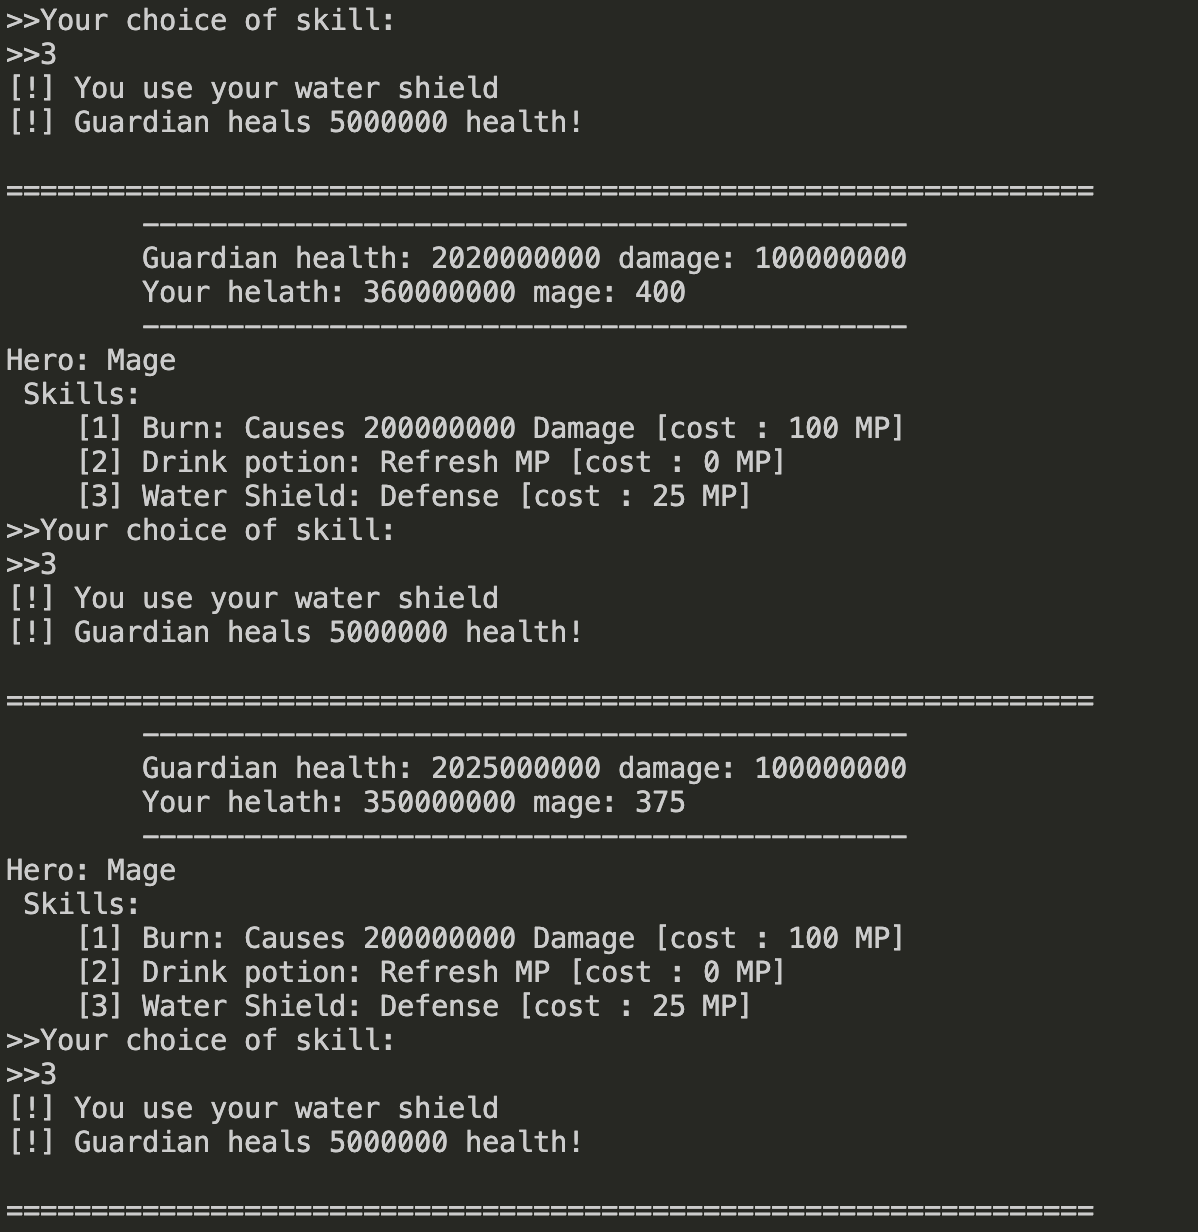 >>Your choice of skill:
>>3
[!] You use your water shield
[!] Guardian heals 5000000 health!
================================================================
---------------------------------------------
Guardian health: 2020000000 damage: 100000000
Your helath: 360000000 mage: 400
---------------------------------------------
Hero: Mage
Skills:
[1] Burn: Causes 200000000 Damage [cost : 100 MP]
[2] Drink potion: Refresh MP [cost : 0 MP]
[3] Water Shield: Defense [cost : 25 MP]
>>Your choice of skill:
>>3
[!] You use your water shield
[!] Guardian heals 5000000 health!
================================================================
---------------------------------------------
Guardian health: 2025000000 damage: 100000000
Your helath: 350000000 mage: 375
---------------------------------------------
Hero: Mage
Skills:
[1] Burn: Causes 200000000 Damage [cost : 100 MP]
[2] Drink potion: Refresh MP [cost : 0 MP]
[3] Water Shield: Defense [cost : 25 MP]
>>Your choice of skill:
>>3
[!] You use your water shield
[!] Guardian heals 5000000 health!
================================================================